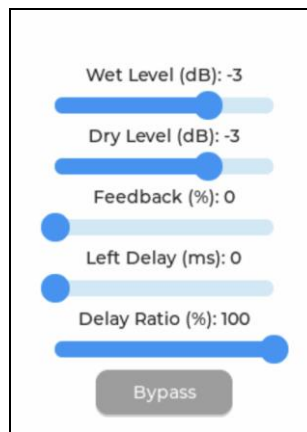 Wet Level (dB): -3
Dry Level (dB): -3
Feedback (%): 0
Left Delay (ms): 0
Delay Ratio (%): 100
Bypass